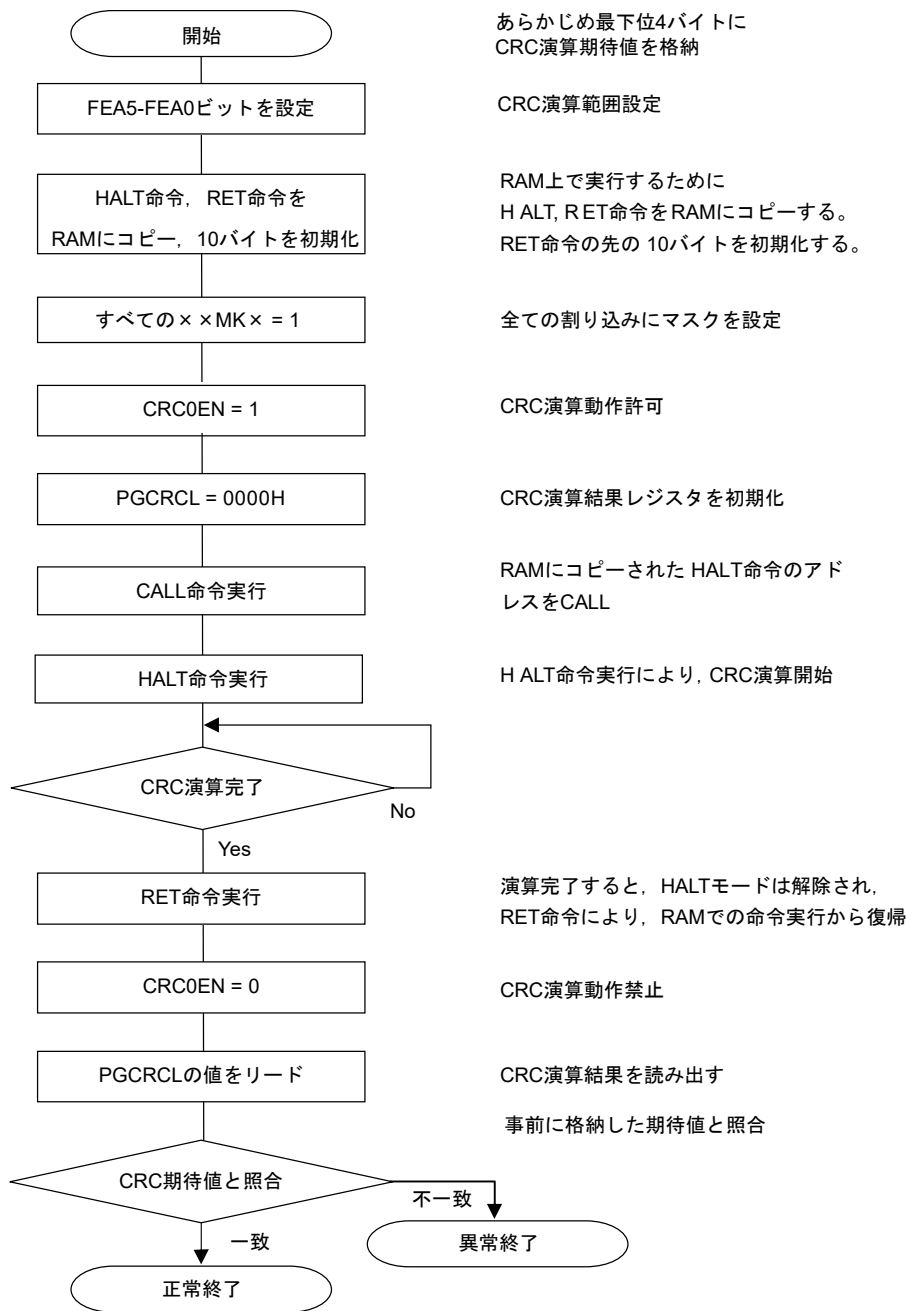 開始
あらかじめ最下位4バイトに
CRC演算期待値を格納
FEA5-FEA0ビットを設定
CRC演算範囲設定
HALT命令，RET命令を
RAMにコピー，10バイトを初期化
RAM上で実行するために
H ALT, R ET命令をRAMにコピーする。
RET命令の先の 10バイトを初期化する。
すべての××MK× = 1
全ての割り込みにマスクを設定
CRC0EN = 1
CRC演算動作許可
PGCRCL = 0000H
CRC演算結果レジスタを初期化
CALL命令実行
RAMにコピーされた HALT命令のアド
レスをCALL
HALT命令実行
H ALT命令実行により, CRC演算開始
CRC演算完了
No
Yes
RET命令実行
演算完了すると，HALTモードは解除され，
RET命令により，RAMでの命令実行から復帰
CRC0EN = 0
CRC演算動作禁止
PGCRCLの値をリード
CRC演算結果を読み出す
事前に格納した期待値と照合
CRC期待値と照合
不一致
一致
異常終了
正常終了